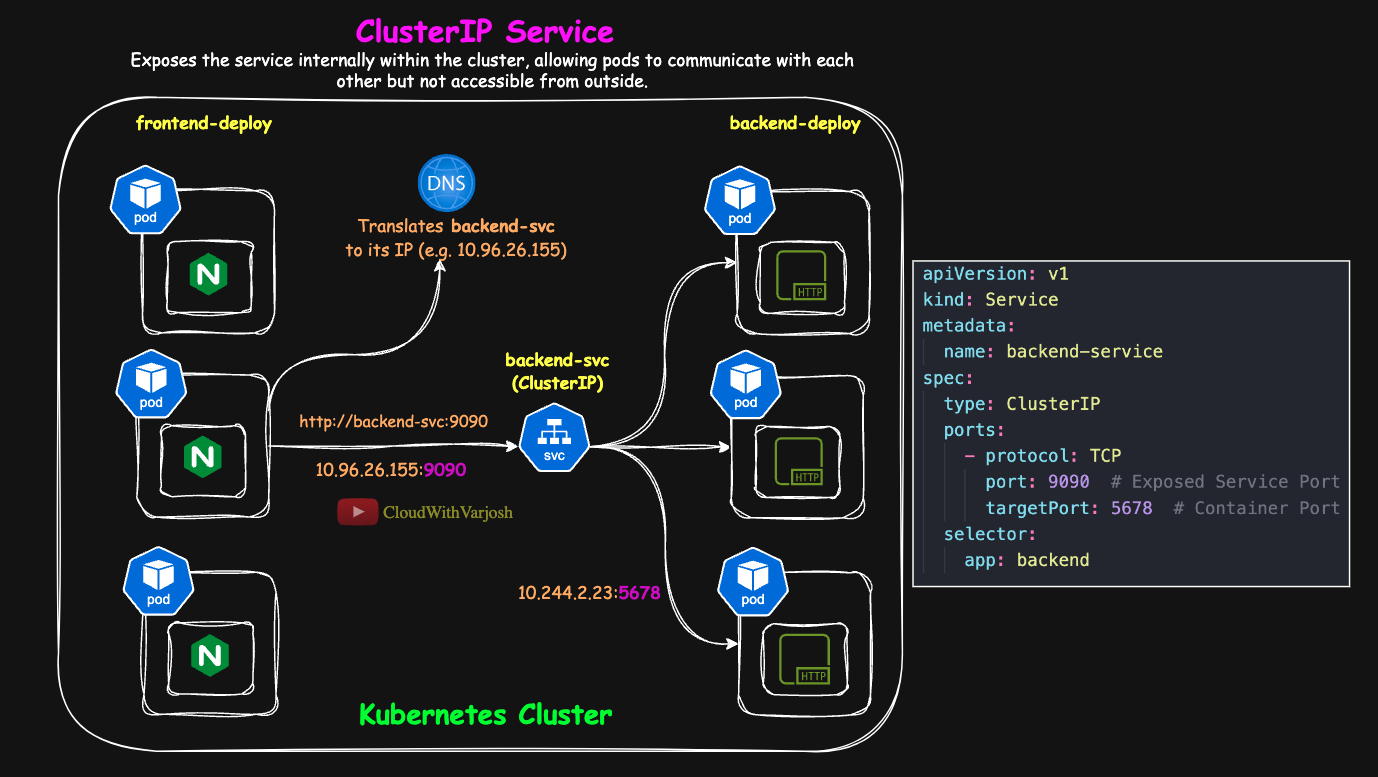 ClusterIP Service
Exposes the service internally within the cluster, allowing pods to communicate with each
other but not accessible from outside.
frontend-deploy
backend-deploy
pod
DNS
Translates backend-svc
to its IP (e.g. 10.96.26.155)
pod
HTTP
pod
backend-svc
(ClusterIP)
http://backend-svc:9090
10.96.26.155:9090
svc
pod
HTTP
CloudWithVarjosh
pod
10.244.2.23:5678
pod
HTTP
Kubernetes Cluster
apiVersion: v1
kind: Service
metadata:
name: backend-service
spec:
type: ClusterIP
ports:
- protocol: TCP
port: 9090 # Exposed Service Port
targetPort: 5678 # Container Port
selector:
app: backend